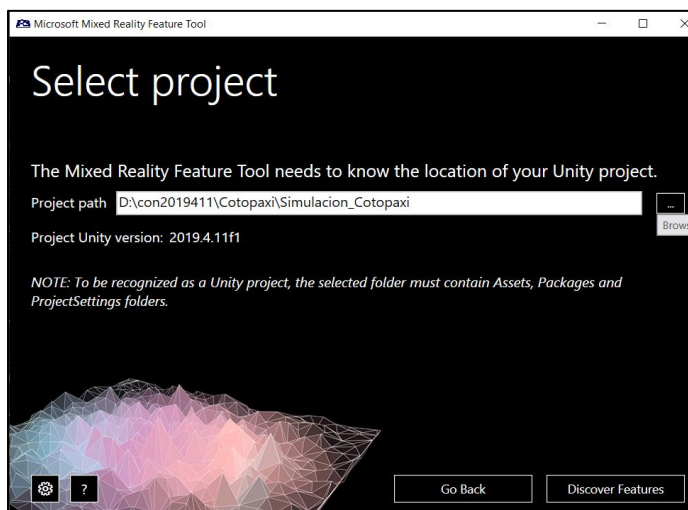 Microsoft Mixed Reality Feature Tool
Select project
The Mixed Reality Feature Tool needs to know the location of your Unity project.
Project path D:\con2019411\Cotopaxi\Simulacion_Cotopaxi ...
Brows
Project Unity version: 2019.4.11f1
NOTE: To be recognized as a Unity project, the selected folder must contain Assets, Packages and
ProjectSettings folders.
? Go Back Discover Features